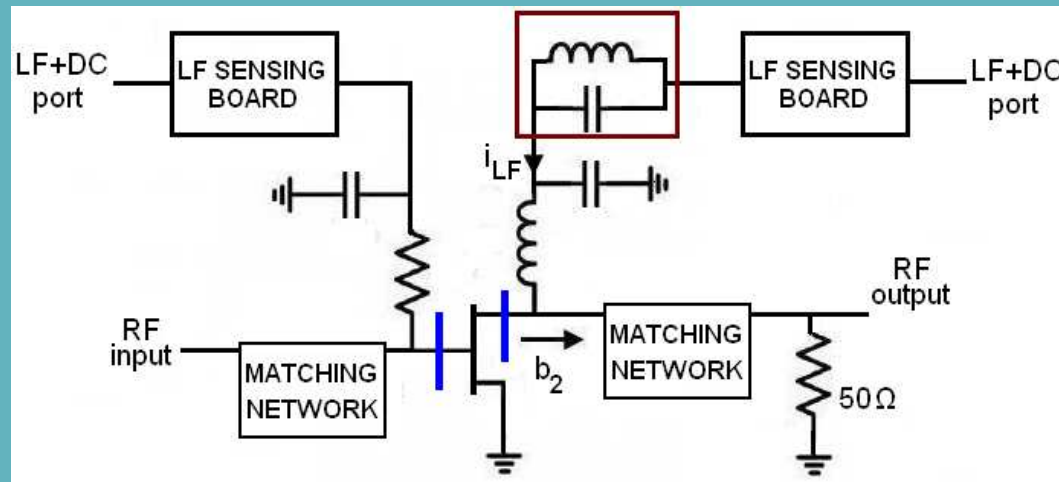 LF+DC
port
LF SENSING
BOARD
LF SENSING
BOARD
LF+DC
port
iLF
RF
input
MATCHING
NETWORK
b2
MATCHING
NETWORK
RF
output
50Ω